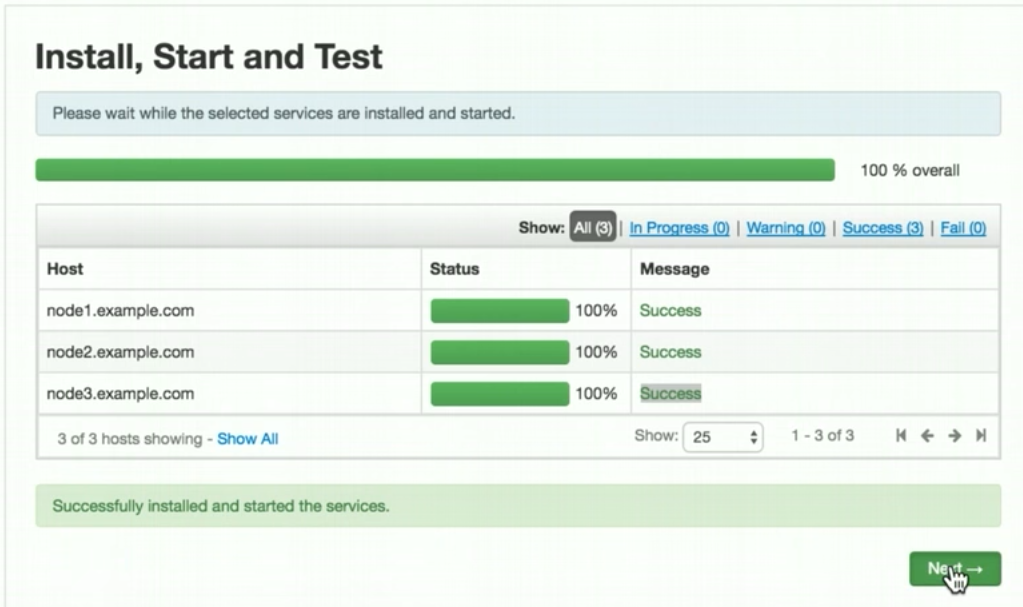 Install, Start and Test
Please wait while the selected services are installed and started.
100 % overall
Show: All (3) | In Progress (0) | Warning (0) | Success (3) | Fail (0)
Host Status Message
node1.example.com 100% Success
node2.example.com 100% Success
node3.example.com 100% Success
3 of 3 hosts showing - Show All Show: 25 1 - 3 of 3
Successfully installed and started the services.
Next →